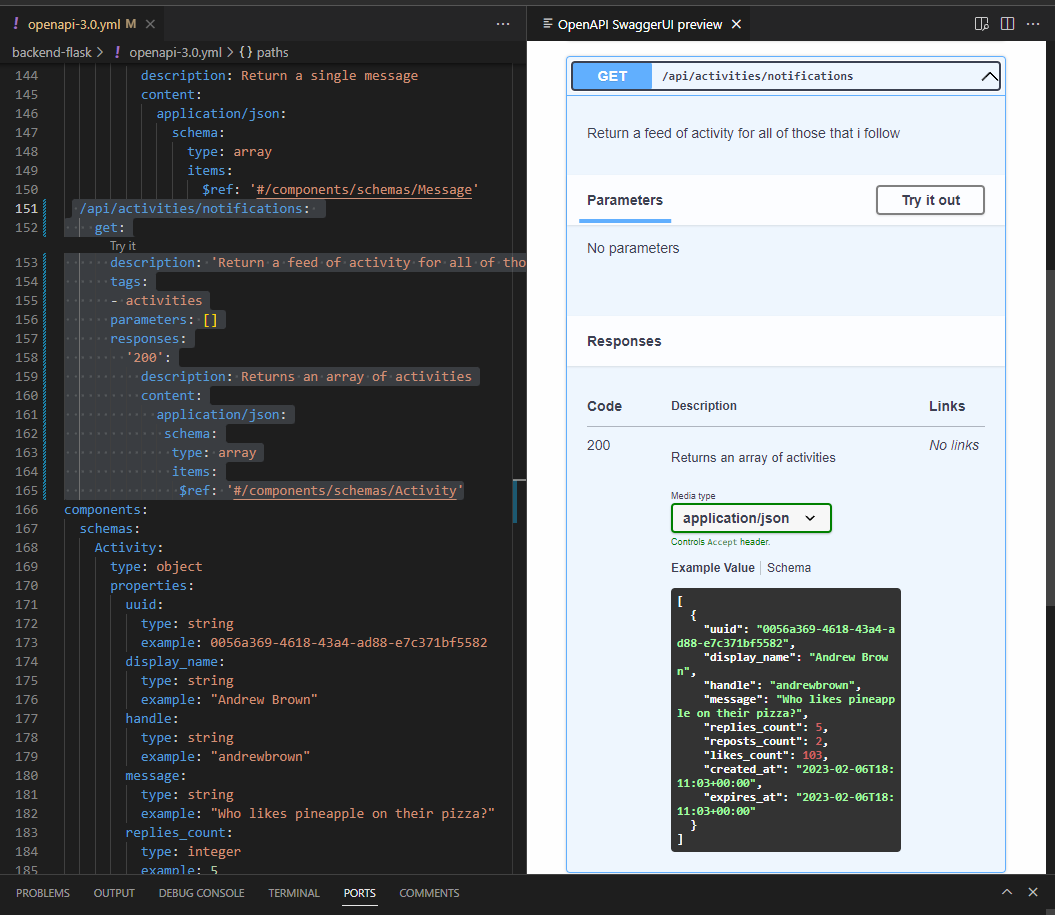 ! openapi-3.0.yml M ×
backend-flask > ! openapi-3.0.yml > {} paths
144 description: Return a single message
145 content:
146 application/json:
147 schema:
148 type: array
149 items:
150 $ref: '#/components/schemas/Message'
151 /api/activities/notifications:
152 get:
Try it
153 description: 'Return a feed of activity for all of tho
154 tags:
155 - activities
156 parameters: []
157 responses:
158 '200':
159 description: Returns an array of activities
160 content:
161 application/json:
162 schema:
163 type: array
164 items:
165 $ref: '#/components/schemas/Activity'
166 components:
167 schemas:
168 Activity:
169 type: object
170 properties:
171 uuid:
172 type: string
173 example: 0056a369-4618-43a4-ad88-e7c371bf5582
174 display_name:
175 type: string
176 example: "Andrew Brown"
177 handle:
178 type: string
179 example: "andrewbrown"
180 message:
181 type: string
182 example: "Who likes pineapple on their pizza?"
183 replies_count:
184 type: integer
185 example: 5
OpenAPI SwaggerUI preview ×
GET /api/activities/notifications
Return a feed of activity for all of those that i follow
Parameters
Try it out
No parameters
Responses
Code Description Links
200 No links
Returns an array of activities
Media type
application/json
Controls Accept header.
Example Value | Schema
[
{
"uuid": "0056a369-4618-43a4-a
d88-e7c371bf5582",
"display_name": "Andrew Brow
n",
"handle": "andrewbrown",
"message": "Who likes pineapp
le on their pizza?",
"replies_count": 5,
"reposts_count": 2,
"likes_count": 103,
"created_at": "2023-02-06T18:
11:03+00:00",
"expires_at": "2023-02-06T18:
11:03+00:00"
}
]
PROBLEMS OUTPUT DEBUG CONSOLE TERMINAL PORTS COMMENTS